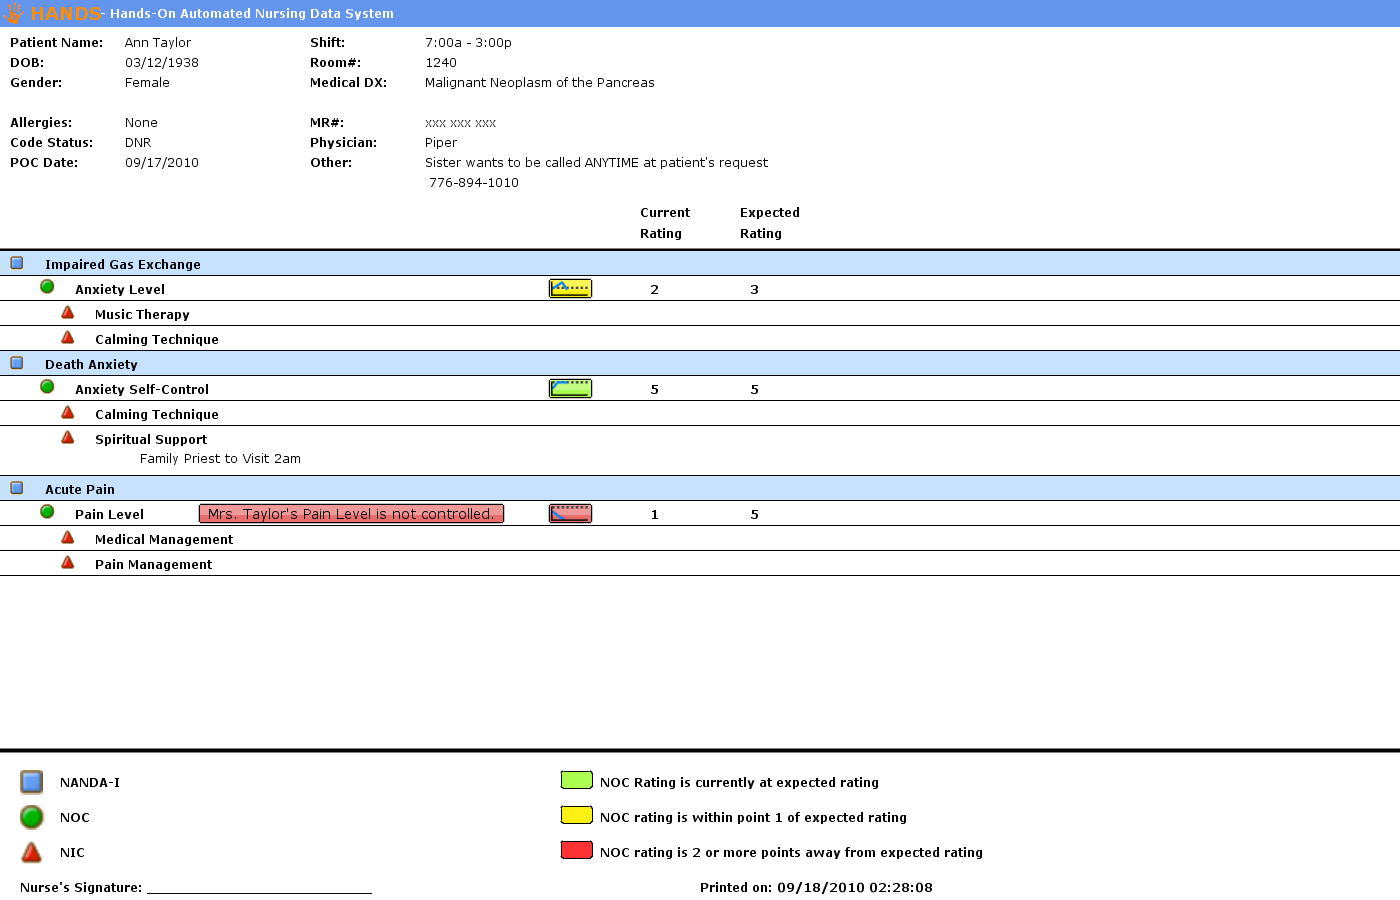 HANDS- Hands-On Automated Nursing Data System
Patient Name: Ann Taylor Shift: 7:00a - 3:00p
DOB: 03/12/1938 Room#: 1240
Gender: Female Medical DX: Malignant Neoplasm of the Pancreas
Allergies: None MR#: xxx xxx xxx
Code Status: DNR Physician: Piper
POC Date: 09/17/2010 Other: Sister wants to be called ANYTIME at patient's request
776-894-1010
Current Expected
Rating Rating
Impaired Gas Exchange
Anxiety Level 2 3
Music Therapy
Calming Technique
Death Anxiety
Anxiety Self-Control 5 5
Calming Technique
Spiritual Support
Family Priest to Visit 2am
Acute Pain
Pain Level Mrs. Taylor's Pain Level is not controlled. 1 5
Medical Management
Pain Management
NANDA-I NOC Rating is currently at expected rating
NOC NOC rating is within point 1 of expected rating
NIC NOC rating is 2 or more points away from expected rating
Nurse's Signature: Printed on: 09/18/2010 02:28:08